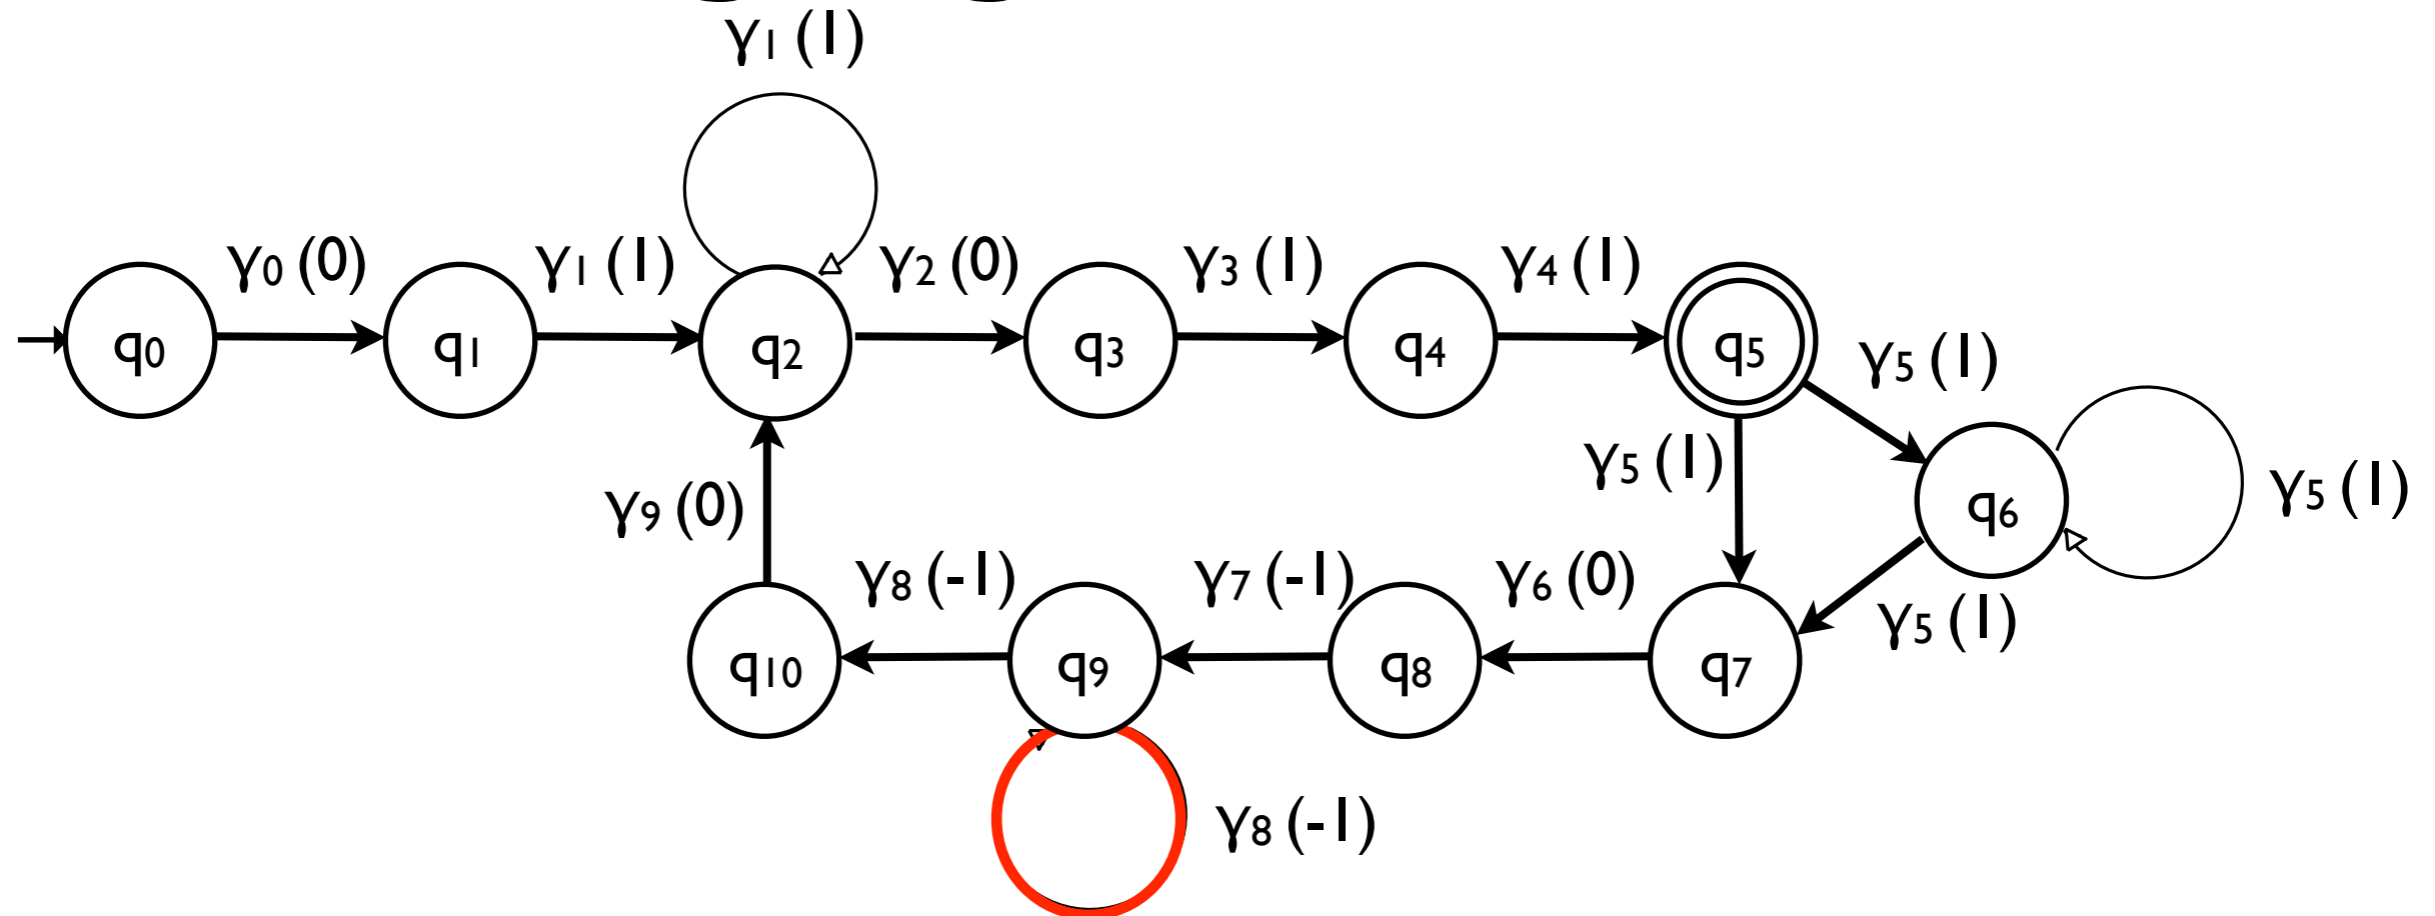 γ1 (1)
γ0 (0) γ1 (1) γ2 (0) γ3 (1) γ4 (1)
q0 q1 q2 q3 q4 q5
γ5 (1)
γ5 (1)
γ9 (0)
q6
γ5 (1)
γ8 (-1) γ7 (-1) γ6 (0)
γ5 (1)
q10 q9 q8 q7
γ8 (-1)